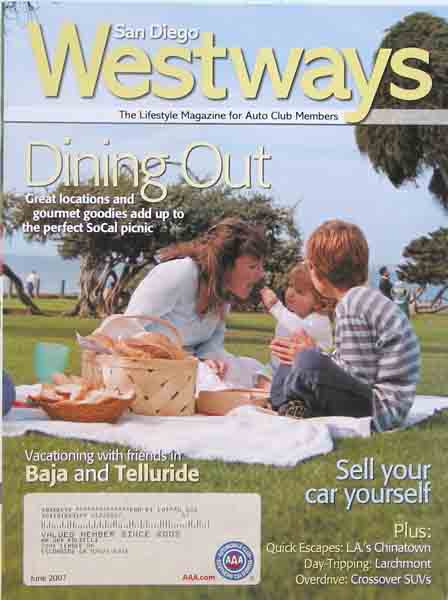 San Diego
Westways
The Lifestyle Magazine for Auto Club Members
Dining Out
Great locations and
gourmet goodies add up to
the perfect SoCal picnic
Vacationing with friends in
Baja and Telluride
Sell your
car yourself
VALUED MEMBER SINCE
AAA
AAA.com
June 2007
Plus:
Quick Escapes: L.A.'s Chinatown
Day-Tripping: Larchmont
Overdrive: Crossover SUVs